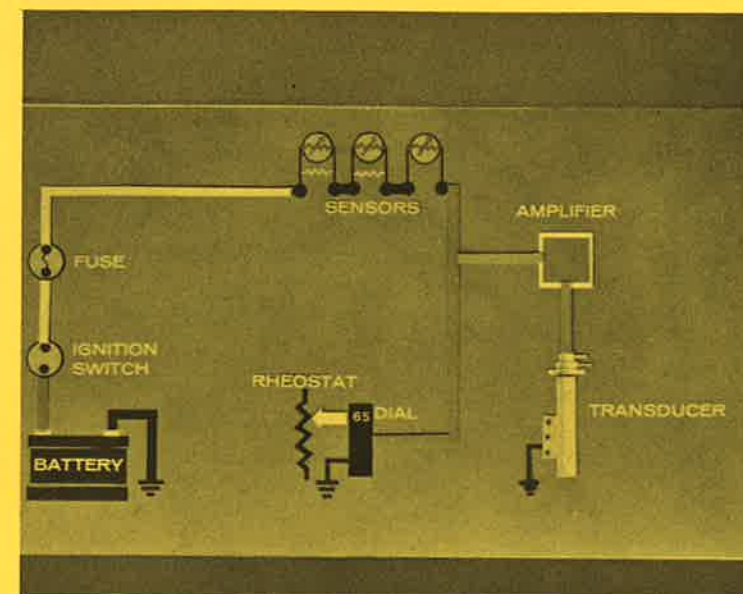 SENSORS
AMPLIFIER
FUSE
IGNITION
SWITCH
RHEOSTAT
65
DIAL
TRANSDUCER
BATTERY